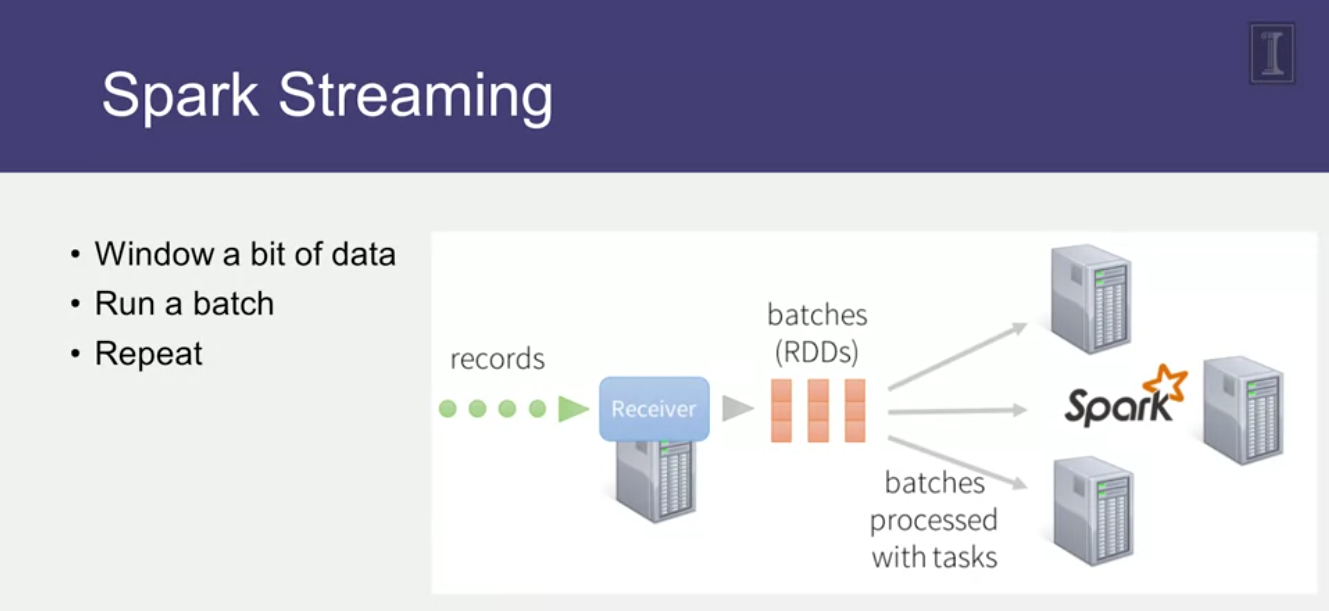 Spark Streaming
• Window a bit of data
• Run a batch
• Repeat
records
Receiver
batches
(RDDs)
Spark
batches
processed
with tasks